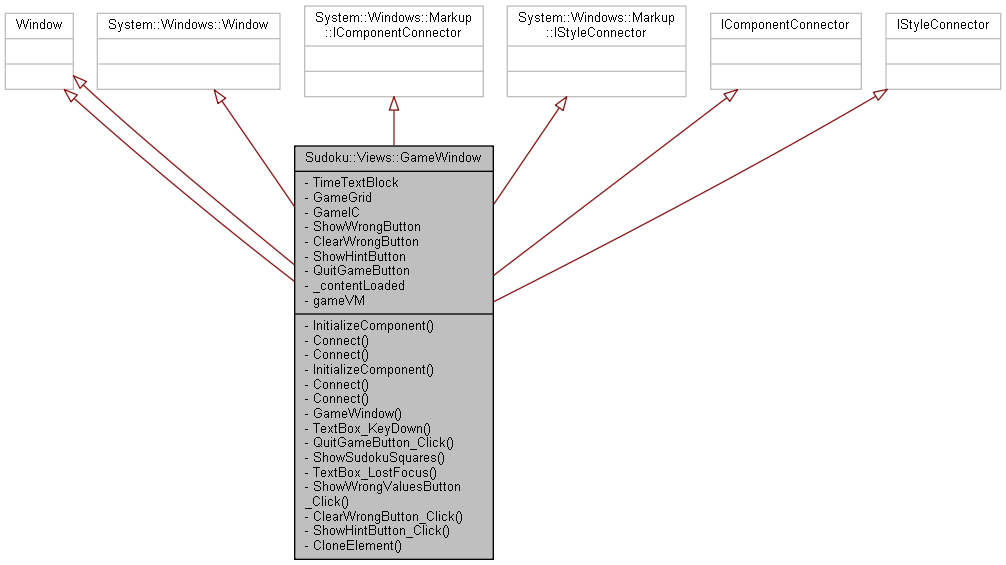 Window
System::Windows::Window
System::Windows::Markup
::IComponentConnector
System::Windows::Markup
::IStyleConnector
IComponentConnector
IStyleConnector
Sudoku::Views::GameWindow
- TimeTextBlock
- GameGrid
- GameIC
- ShowWrongButton
- ClearWrongButton
- ShowHintButton
- QuitGameButton
- _contentLoaded
- gameVM
- InitializeComponent()
- Connect()
- Connect()
- InitializeComponent()
- Connect()
- Connect()
- GameWindow()
- TextBox_KeyDown()
- QuitGameButton_Click()
- ShowSudokuSquares()
- TextBox_LostFocus()
- ShowWrongValuesButton
_Click()
- ClearWrongButton_Click()
- ShowHintButton_Click()
- CloneElement()